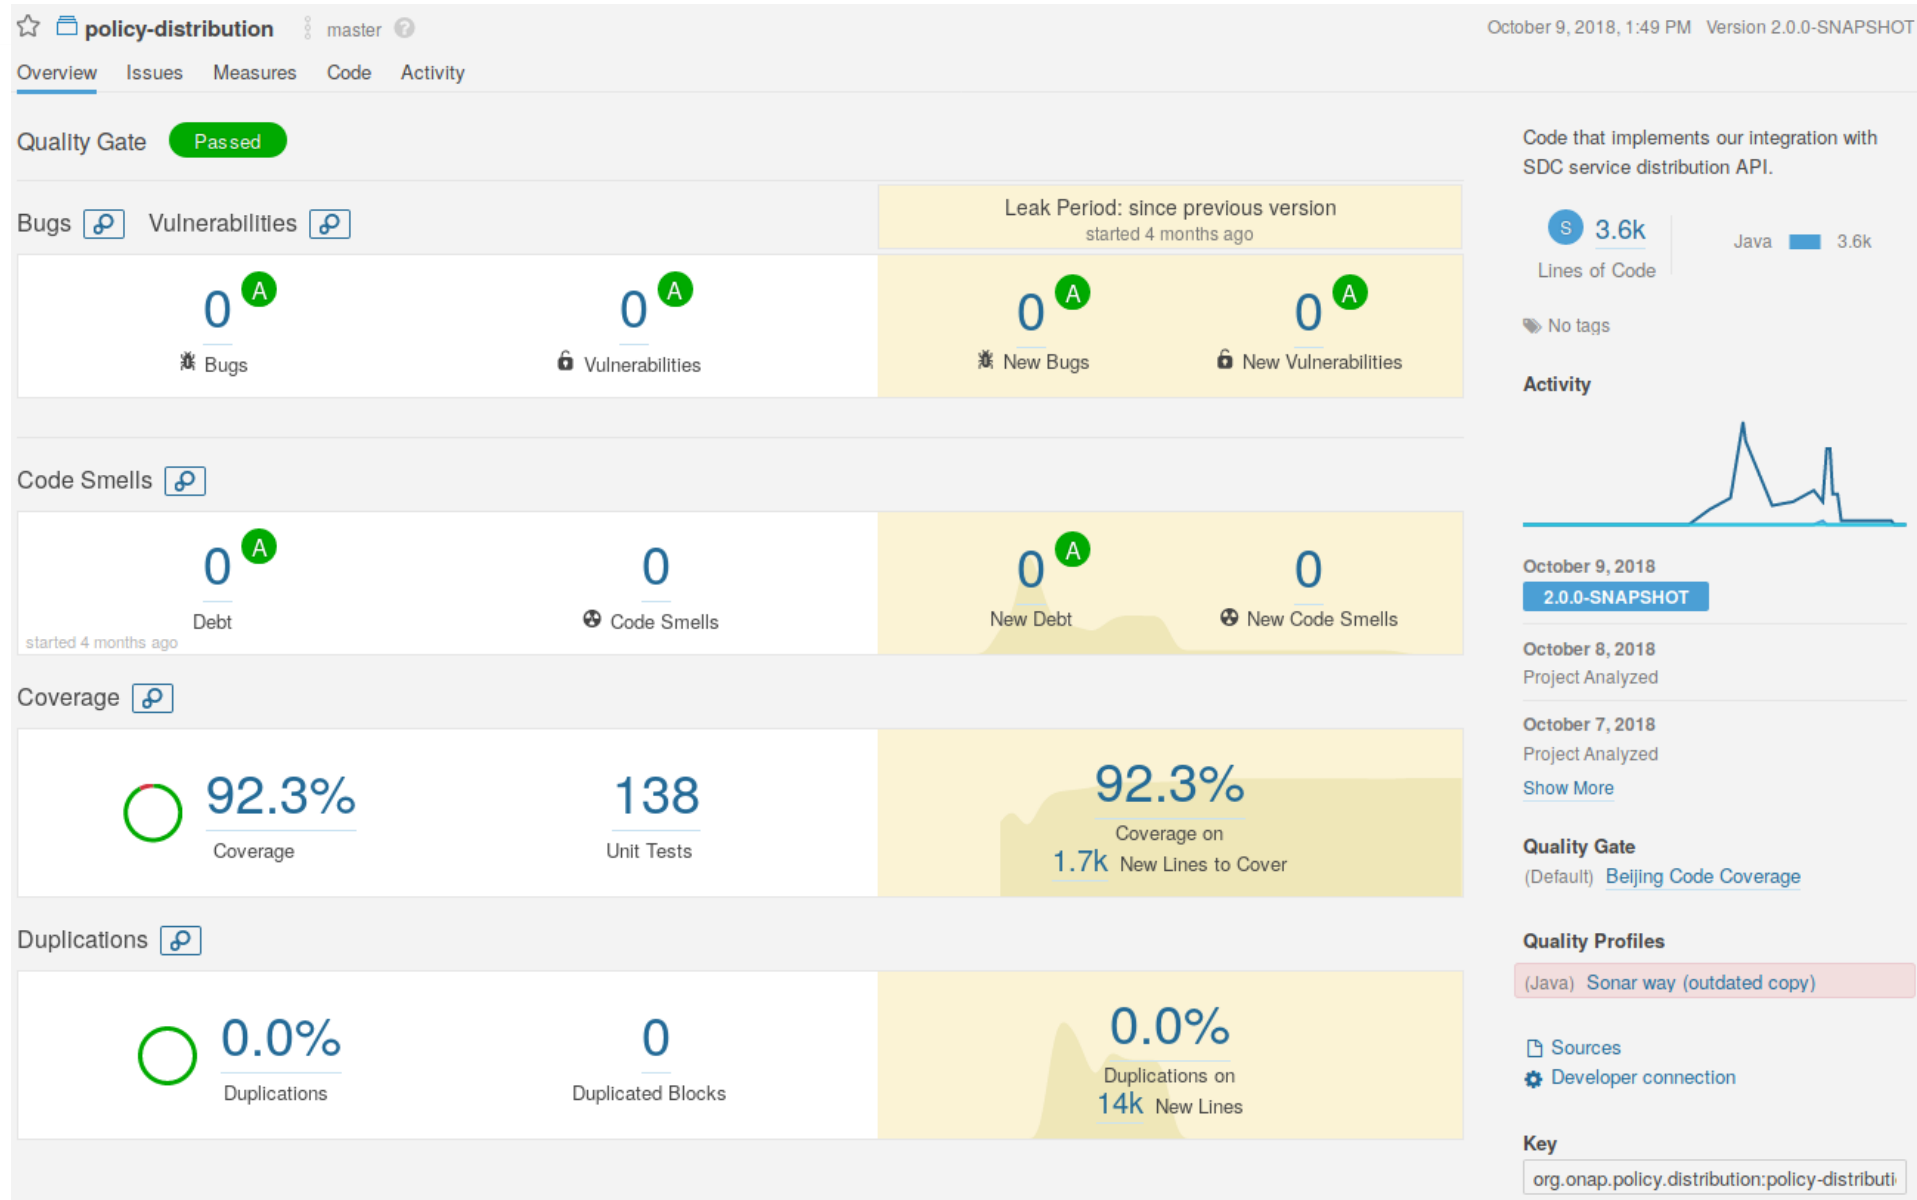 policy-distribution master ?
October 9, 2018, 1:49 PM Version 2.0.0-SNAPSHOT
Overview Issues Measures Code Activity
Quality Gate Passed
Bugs Vulnerabilities
Leak Period: since previous version
started 4 months ago
0 A
Bugs
0 A
Vulnerabilities
0 A
New Bugs
0 A
New Vulnerabilities
Code Smells
0 A
Debt
started 4 months ago
0
Code Smells
0 A
New Debt
0
New Code Smells
Coverage
92.3%
Coverage
138
Unit Tests
92.3%
Coverage on
1.7k New Lines to Cover
Duplications
0.0%
Duplications
0
Duplicated Blocks
0.0%
Duplications on
14k New Lines
Code that implements our integration with
SDC service distribution API.
S 3.6k
Lines of Code
Java 3.6k
No tags
Activity
October 9, 2018
2.0.0-SNAPSHOT
October 8, 2018
Project Analyzed
October 7, 2018
Project Analyzed
Show More
Quality Gate
(Default) Beijing Code Coverage
Quality Profiles
(Java) Sonar way (outdated copy)
Sources
Developer connection
Key
org.onap.policy.distribution:policy-distributi